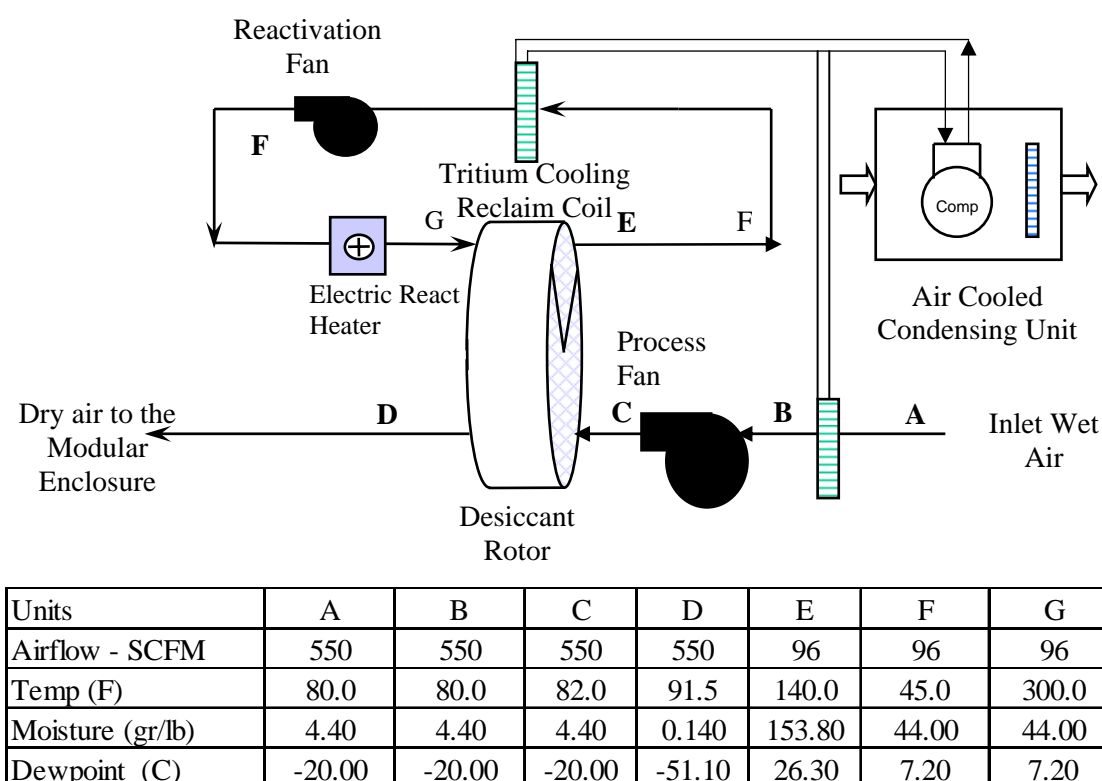 Reactivation
Fan
F
Tritium Cooling
Reclaim Coil
G
E
F
Comp
Electric React
Heater
Air Cooled
Condensing Unit
Process
Fan
Dry air to the
Modular
Enclosure
D
C
B
A
Inlet Wet
Air
Desiccant
Rotor
Units A B C D E F G
Airflow - SCFM 550 550 550 550 96 96 96
Temp (F) 80.0 80.0 82.0 91.5 140.0 45.0 300.0
Moisture (gr/lb) 4.40 4.40 4.40 0.140 153.80 44.00 44.00
Dewpoint (C) -20.00 -20.00 -20.00 -51.10 26.30 7.20 7.20